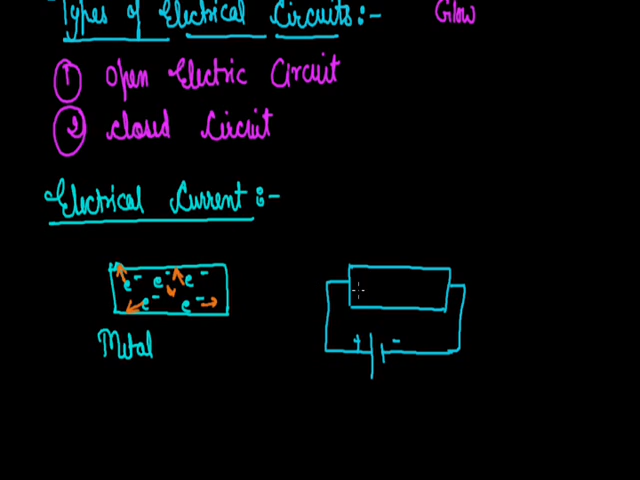 Types of Electrical Circuits:-
Glow
1 Open Electric Circuit
2 Closed Circuit
Electrical Current:-
e- e- e-
e- e-
Metal
+ -